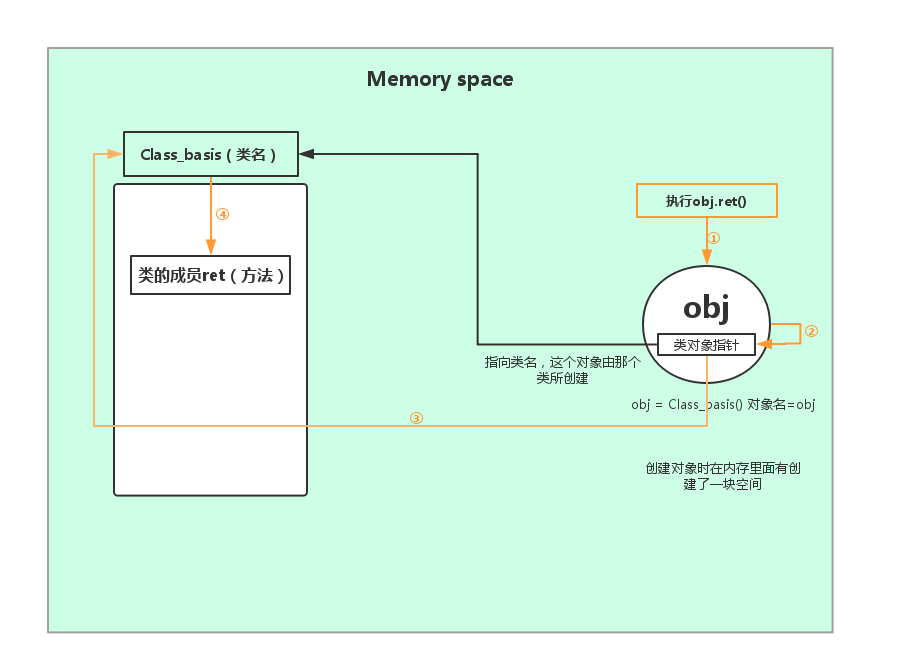 Memory space
Class_basis（类名）
执行obj.ret()
④
①
类的成员ret（方法）
obj
②
类对象指针
指向类名，这个对象由那个
类所创建
obj = Class_basis() 对象名=obj
③
创建对象时在内存里面有创
建了一块空间